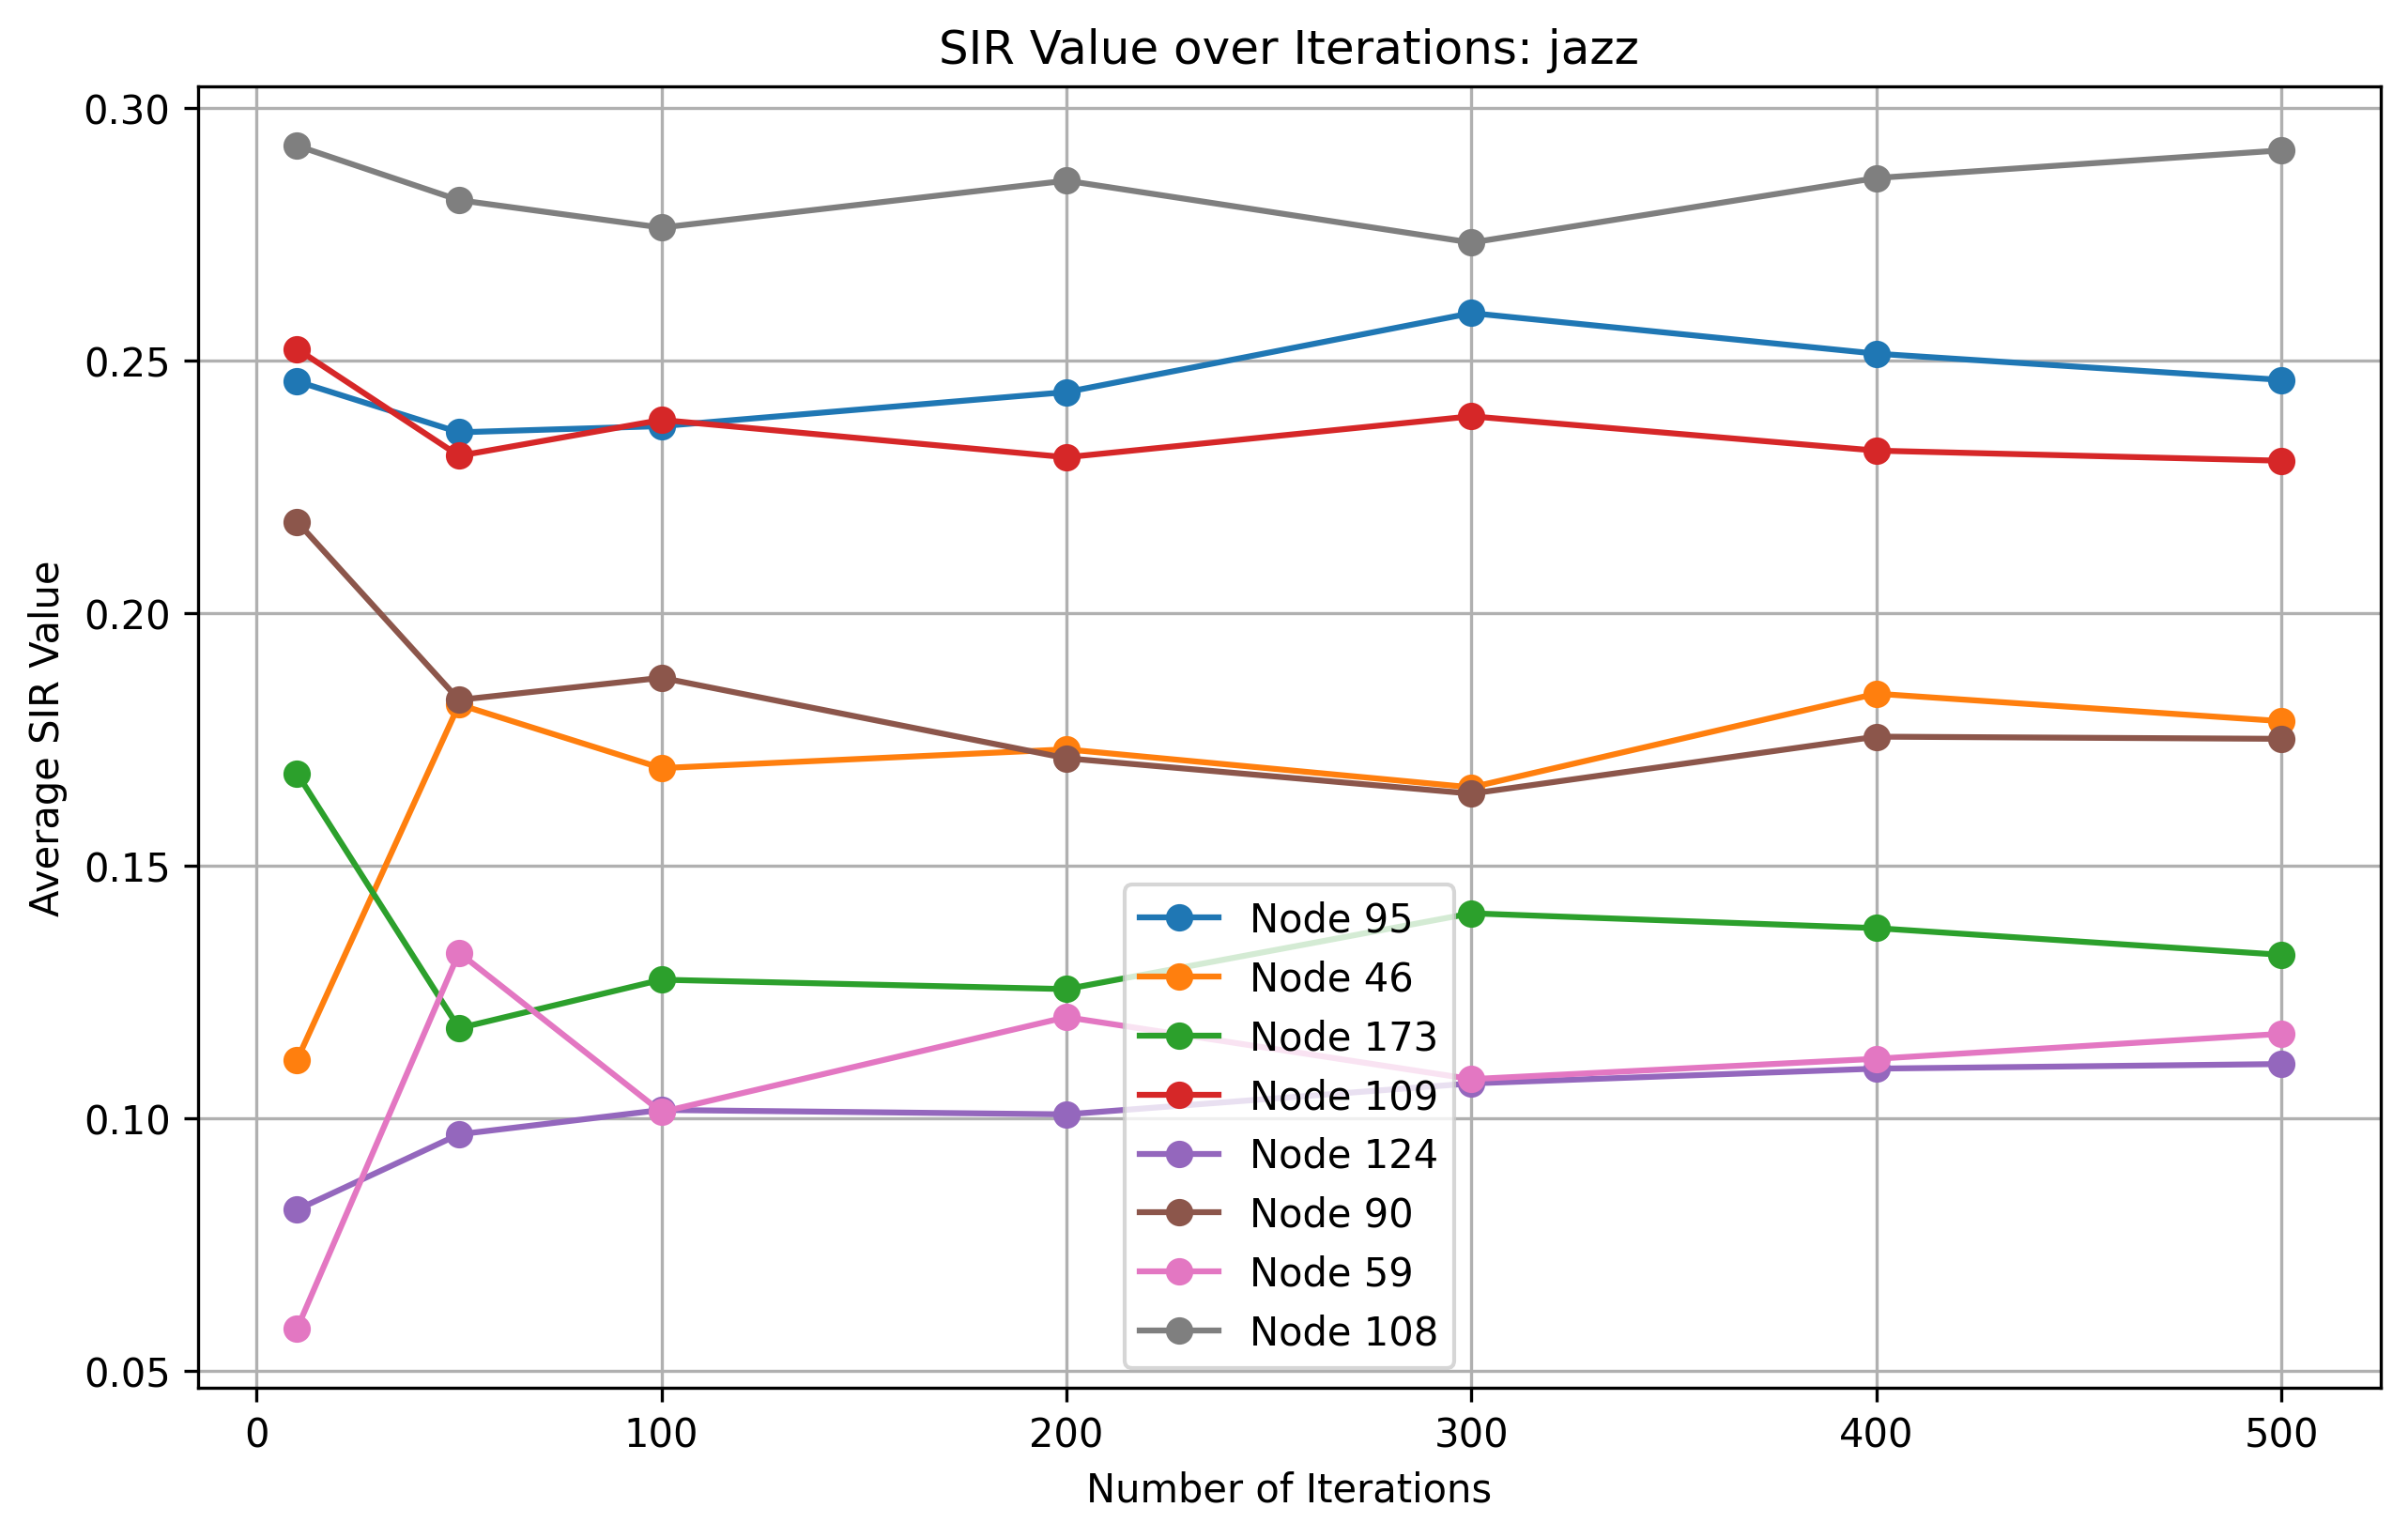 SIR Value over Iterations: jazz
0.30
0.25
0.20
0.15
0.10
0.05
Average SIR Value
Node 95
Node 46
Node 173
Node 109
Node 124
Node 90
Node 59
Node 108
0 100 200 300 400 500
Number of Iterations